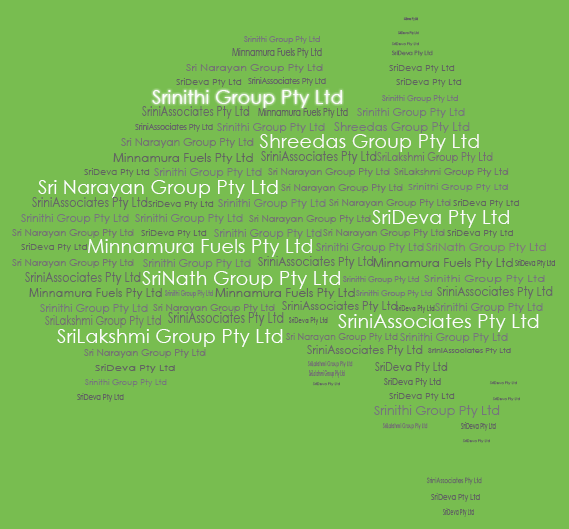 Srinithi Group Pty Ltd
SriDeva Pty Ltd
SriDeva Pty Ltd
Minnamura Fuels Pty Ltd SriDeva Pty Ltd
Sri Narayan Group Pty Ltd SriDeva Pty Ltd
SriDeva Pty Ltd SriniAssociates Pty Ltd SriDeva Pty Ltd
Srinithi Group Pty Ltd Srinithi Group Pty Ltd
SriniAssociates Pty Ltd Minnamura Fuels Pty Ltd Srinithi Group Pty Ltd
SriniAssociates Pty Ltd Srinithi Group Pty Ltd Shreedas Group Pty Ltd
Sri Narayan Group Pty Ltd Shreedas Group Pty Ltd
Minnamura Fuels Pty Ltd SriniAssociates Pty Ltd SriLakshmi Group Pty Ltd
SriDeva Pty Ltd Srinithi Group Pty Ltd Sri Narayan Group Pty Ltd SriLakshmi Group Pty Ltd
Sri Narayan Group Pty Ltd Sri Narayan Group Pty Ltd Srinithi Group Pty Ltd
SriniAssociates Pty Ltd SriDeva Pty Ltd Srinithi Group Pty Ltd Sri Narayan Group Pty Ltd SriDeva Pty Ltd
Srinithi Group Pty Ltd Srinithi Group Pty Ltd Sri Narayan Group Pty Ltd SriDeva Pty Ltd
Sri Narayan Group Pty Ltd SriDeva Pty Ltd Srinithi Group Pty Ltd Sri Narayan Group Pty Ltd SriDeva Pty Ltd
SriDeva Pty Ltd Minnamura Fuels Pty Ltd Srinithi Group Pty Ltd SriNath Group Pty Ltd
Sri Narayan Group Pty Ltd Srinithi Group Pty Ltd SriniAssociates Pty Ltd Minnamura Fuels Pty Ltd SriDeva Pty Ltd
SriniAssociates Pty Ltd SriNath Group Pty Ltd Srinithi Group Pty Ltd Srinithi Group Pty Ltd
Minnamura Fuels Pty Ltd Srinithi Group Pty Ltd Minnamura Fuels Pty Ltd Srinithi Group Pty Ltd SriniAssociates Pty Ltd
Srinithi Group Pty Ltd Sri Narayan Group Pty Ltd SriniAssociates Pty Ltd SriDeva Pty Ltd Srinithi Group Pty Ltd
SriLakshmi Group Pty Ltd SriniAssociates Pty Ltd SriDeva Pty Ltd SriniAssociates Pty Ltd
SriLakshmi Group Pty Ltd Sri Narayan Group Pty Ltd Srinithi Group Pty Ltd
Sri Narayan Group Pty Ltd SriniAssociates Pty Ltd SriniAssociates Pty Ltd
SriDeva Pty Ltd SriLakshmi Group Pty Ltd SriDeva Pty Ltd
SriLakshmi Group Pty Ltd
Srinithi Group Pty Ltd SriDeva Pty Ltd SriDeva Pty Ltd SriDeva Pty Ltd
SriDeva Pty Ltd SriDeva Pty Ltd SriDeva Pty Ltd
Srinithi Group Pty Ltd
SriLakshmi Group Pty Ltd SriDeva Pty Ltd
SriDeva Pty Ltd
SriniAssociates Pty Ltd
SriDeva Pty Ltd
SriDeva Pty Ltd